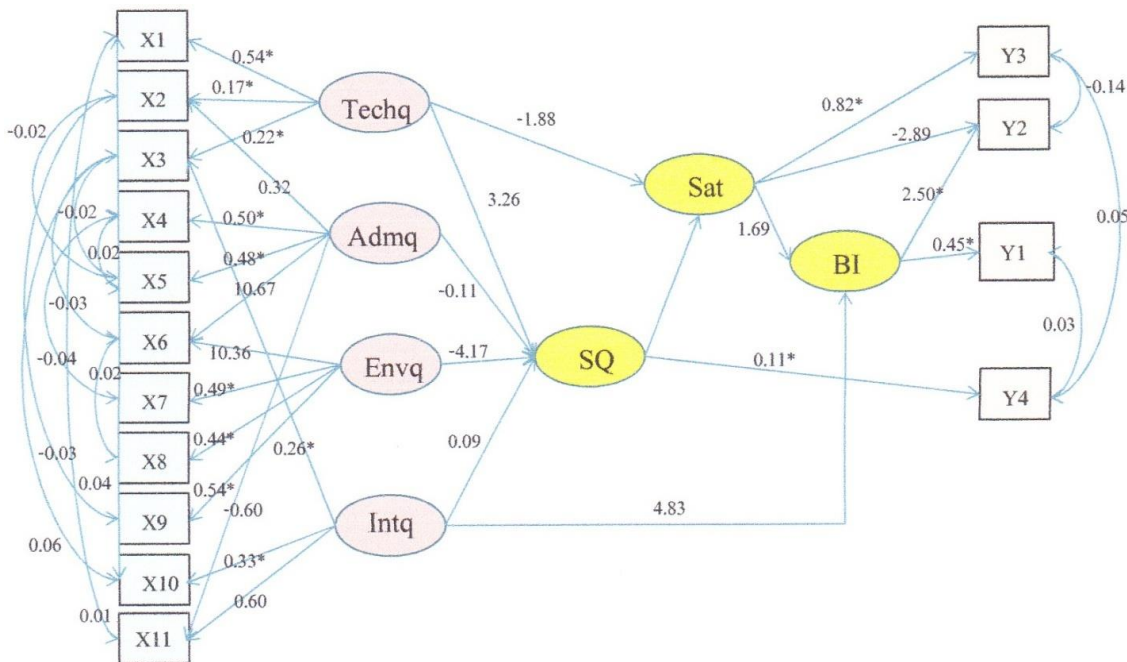 X1
0.54*
Y3
X2
0.17*
Techq
-0.14
0.82*
-0.02
-1.88
Y2
X3
0.22*
-2.89
Sat
0.32
3.26
2.50*
-0.02
X4
0.50*
Admq
1.69
0.05
0.02
0.48*
BI
0.45*
Y1
X5
10.67
-0.11
-0.03
X6
0.03
10.36
-4.17
SQ
0.11*
-0.04
0.02
Envq
X7
0.49*
Y4
X8
0.44*
0.26*
0.09
-0.03
0.04
0.54*
X9
-0.60
Intq
4.83
0.06
X10
0.33*
0.60
0.01
X11